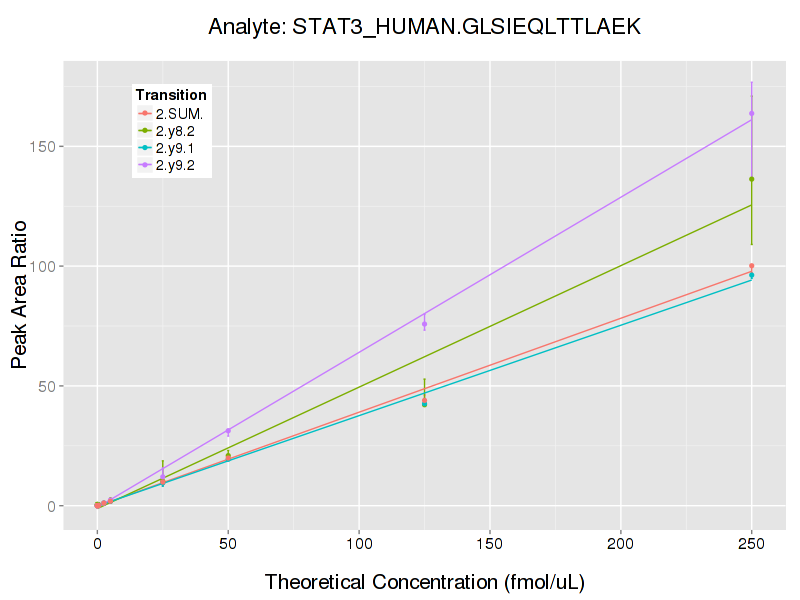 Analyte: STAT3_HUMAN.GLSIEQLTTLAEK
Transition
2.SUM.
2.y8.2
2.y9.1
2.y9.2
Peak Area Ratio
150
100
50
0
0 50 100 150 200 250
Theoretical Concentration (fmol/uL)